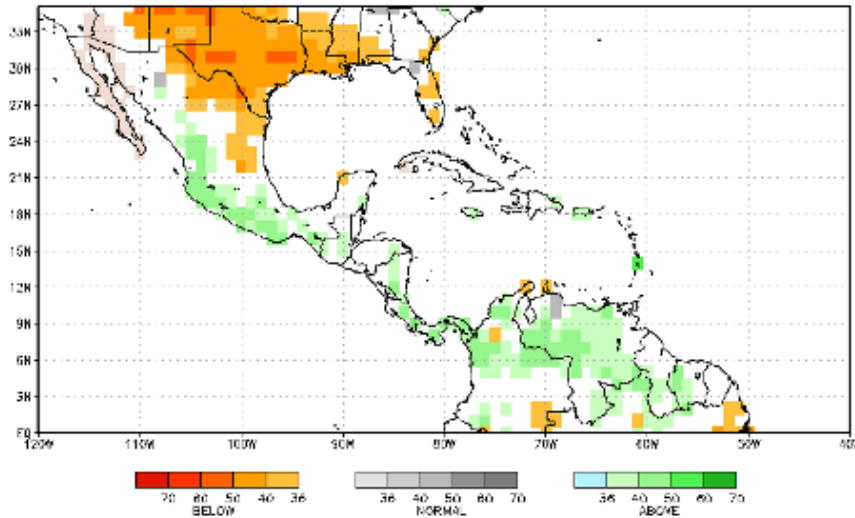 33N
30N
27N
24N
21N
18N
15N
12N
9N
6N
3N
EQ
120W 110W 100W 90W 80W 70W 60W 50W 40W
70 60 50 40 36 36 40 50 60 70 36 40 50 60 70
BELOW NORMAL ABOVE